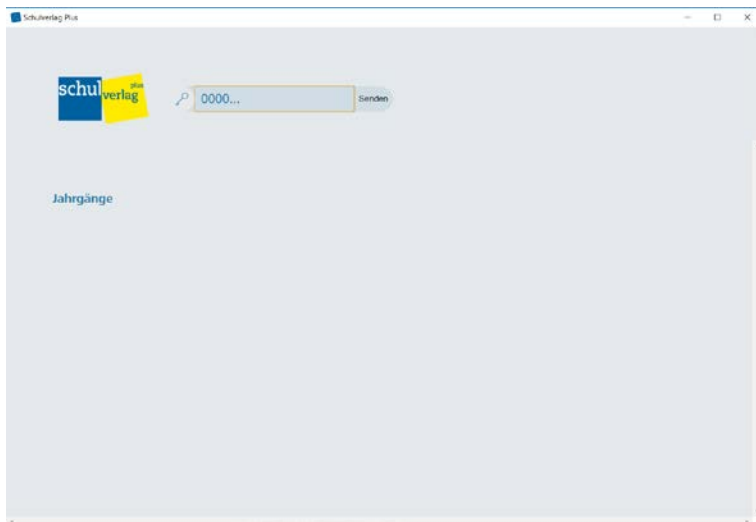 Schulverlag Plus
schul verlag plus
0000...
Senden
Jahrgänge